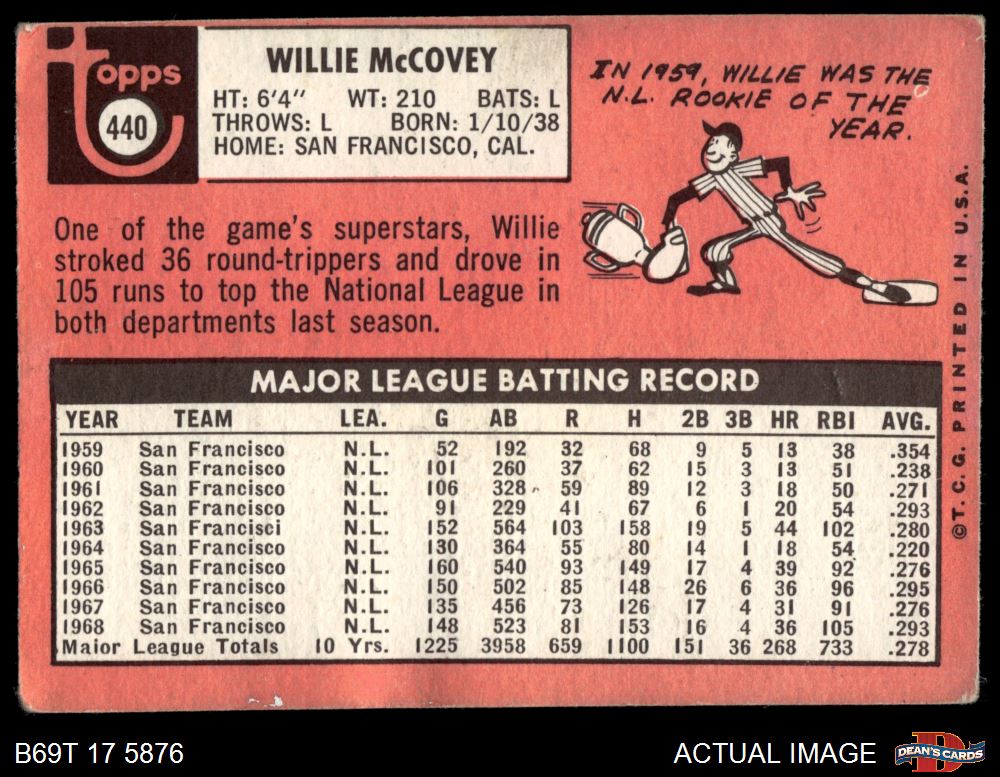 topps
440
WILLIE McCOVEY
HT: 6'4" WT: 210 BATS: L
THROWS: L BORN: 1/10/38
HOME: SAN FRANCISCO, CAL.
IN 1959, WILLIE WAS THE
N.L. ROOKIE OF THE
YEAR.
One of the game's superstars, Willie
stroked 36 round-trippers and drove in
105 runs to top the National League in
both departments last season.
©T.C.G. PRINTED IN U.S.A.
MAJOR LEAGUE BATTING RECORD
YEAR TEAM LEA. G AB R H 2B 3B HR RBI AVG.
1959 San Francisco N.L. 52 192 32 68 9 5 13 38 .354
1960 San Francisco N.L. 101 260 37 62 15 3 13 51 .238
1961 San Francisco N.L. 106 328 59 89 12 3 18 50 .271
1962 San Francisco N.L. 91 229 41 67 6 1 20 54 .293
1963 San Francisci N.L. 152 564 103 158 19 5 44 102 .280
1964 San Francisco N.L. 130 364 55 80 14 1 18 54 .220
1965 San Francisco N.L. 160 540 93 149 17 4 39 92 .276
1966 San Francisco N.L. 150 502 85 148 26 6 36 96 .295
1967 San Francisco N.L. 135 456 73 126 17 4 31 91 .276
1968 San Francisco N.L. 148 523 81 153 16 4 36 105 .293
Major League Totals 10 Yrs. 1225 3958 659 1100 151 36 268 733 .278
B69T 17 5876
ACTUAL IMAGE
D
DEAN'S CARDS